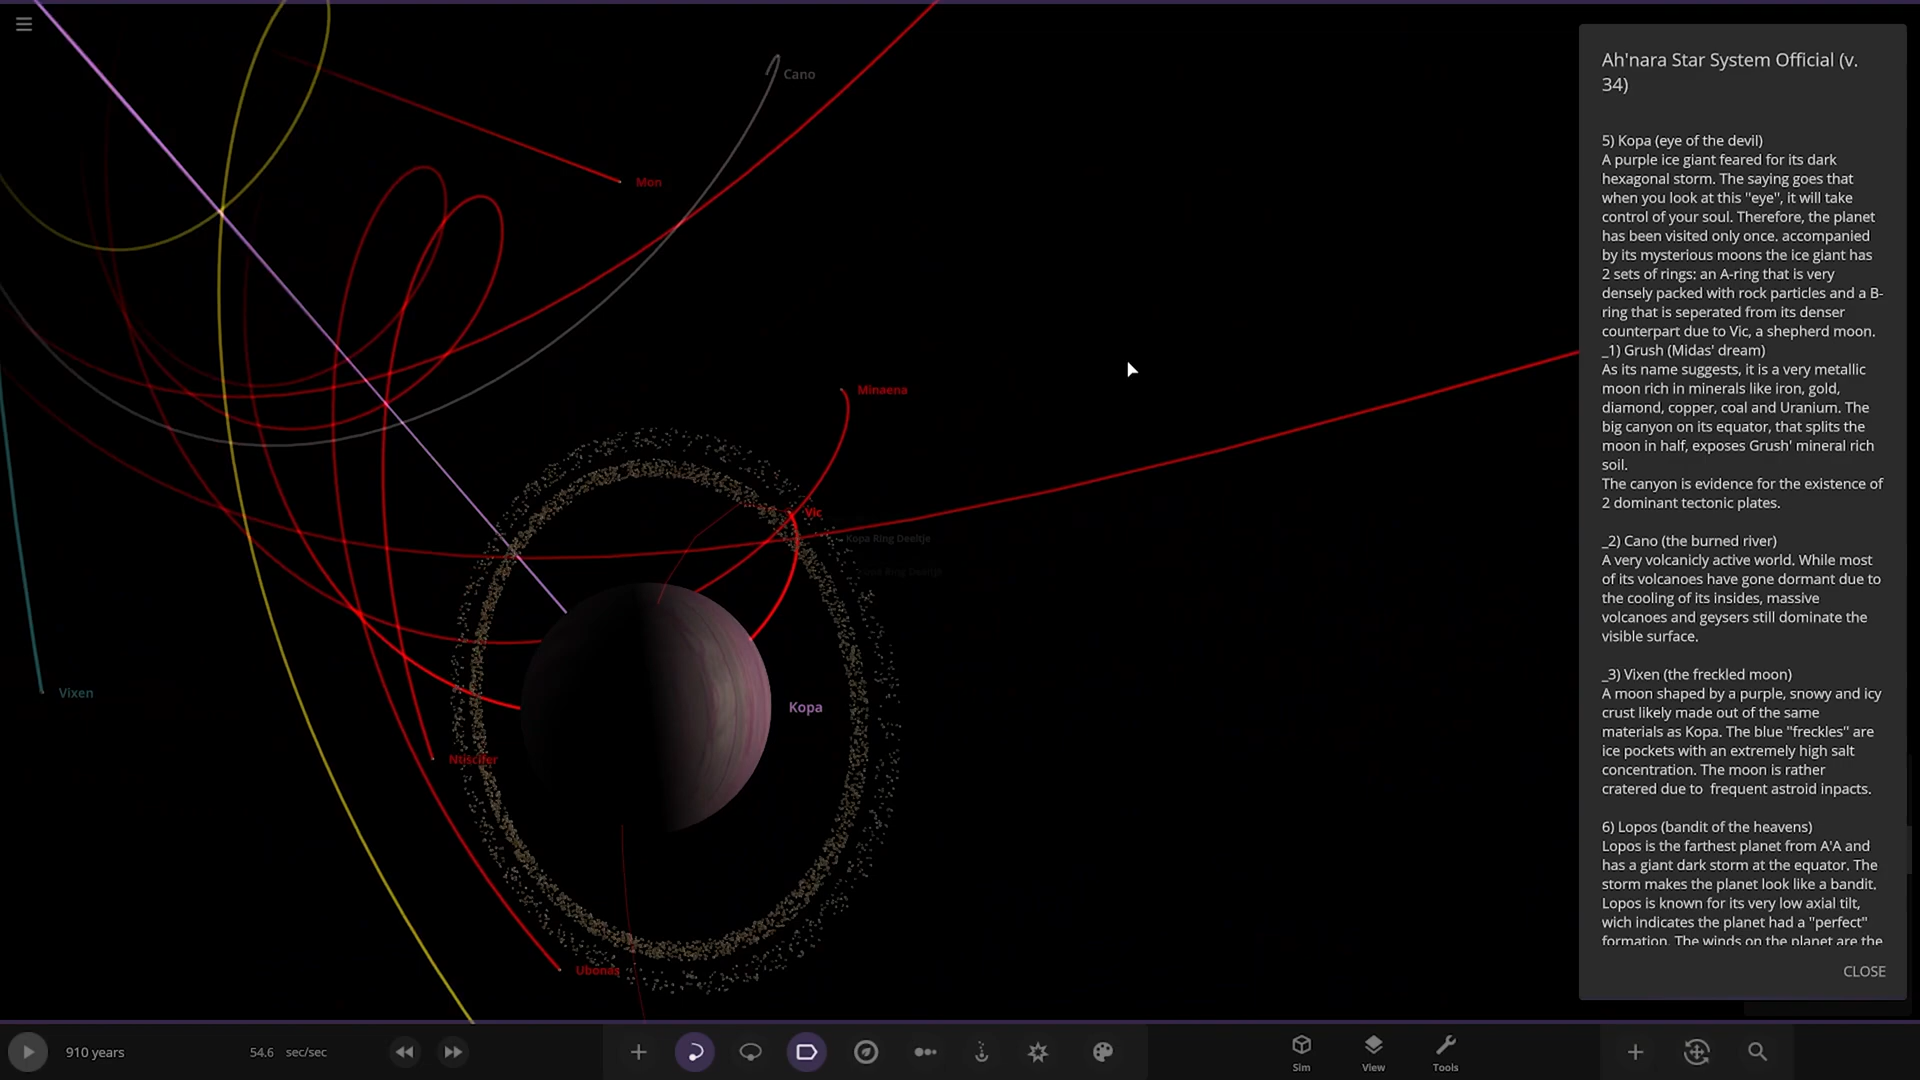 Cano
Mon
Minaena
Vic
Kopa Ring Deeltje
Ring Deeltje
Vixen
Kopa
Ntiscifer
Ubonas
Ah'nara Star System Official (v.
34)
5) Kopa (eye of the devil)
A purple ice giant feared for its dark
hexagonal storm. The saying goes that
when you look at this "eye", it will take
control of your soul. Therefore, the planet
has been visited only once. accompanied
by its mysterious moons the ice giant has
2 sets of rings: an A-ring that is very
densely packed with rock particles and a B-
ring that is seperated from its denser
counterpart due to Vic, a shepherd moon.
_1) Grush (Midas' dream)
As its name suggests, it is a very metallic
moon rich in minerals like iron, gold,
diamond, copper, coal and Uranium. The
big canyon on its equator, that splits the
moon in half, exposes Grush' mineral rich
soil.
The canyon is evidence for the existence of
2 dominant tectonic plates.
_2) Cano (the burned river)
A very volcanicly active world. While most
of its volcanoes have gone dormant due to
the cooling of its insides, massive
volcanoes and geysers still dominate the
visible surface.
_3) Vixen (the freckled moon)
A moon shaped by a purple, snowy and icy
crust likely made out of the same
materials as Kopa. The blue "freckles" are
ice pockets with an extremely high salt
concentration. The moon is rather
cratered due to  frequent astroid inpacts.
6) Lopos (bandit of the heavens)
Lopos is the farthest planet from A'A and
has a giant dark storm at the equator. The
storm makes the planet look like a bandit.
Lopos is known for its very low axial tilt,
wich indicates the planet had a "perfect"
formation. The winds on the planet are the
CLOSE
910 years
54.6 sec/sec
Sim
View
Tools